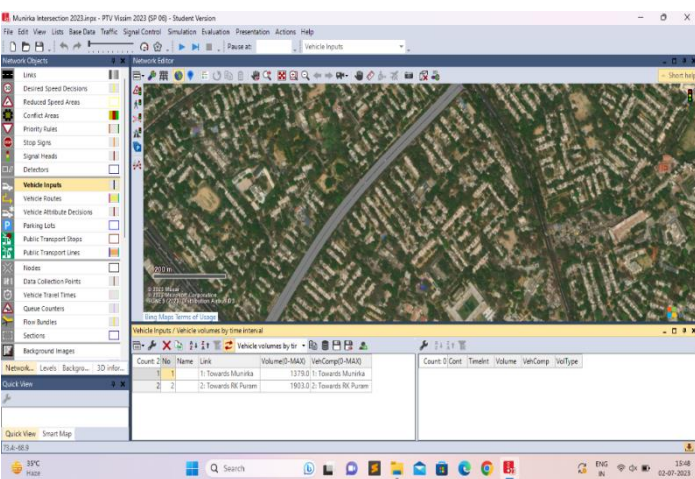 Munirka Intersection 2023.inpx - PTV Vissim 2023 (SP 06) - Student Version
File Edit View Lists Base Data Traffic Signal Control Simulation Evaluation Presentation Actions Help
Pause at: Vehicle Inputs
Network Objects
Network Editor
Short help
Links
Desired Speed Decisions
Reduced Speed Areas
Conflict Areas
Priority Rules
Stop Signs
Signal Heads
Detectors
Vehicle Inputs
Vehicle Routes
Vehicle Attribute Decisions
Parking Lots
Public Transport Stops
Public Transport Lines
Nodes
Data Collection Points
Vehicle Travel Times
Queue Counters
Flow Bundles
Sections
Background Images
Network... Levels Backgro... 3D infor...
200 m
Bing Maps Terms of Usage
Vehicle Inputs / Vehicle volumes by time interval
Vehicle volumes by tir
Count: 2 No Name Link Volume(0-MAX) VehComp(0-MAX)
1 1 1: Towards Munirka 1379.0 1: Towards Munirka
2 2 2: Towards RK Puram 1903.0 2: Towards RK Puram
Count: 0 Cont TimeInt Volume VehComp VolType
Quick View
Quick View Smart Map
35°C
Haze
Search
ENG
IN
15:48
02-07-2023